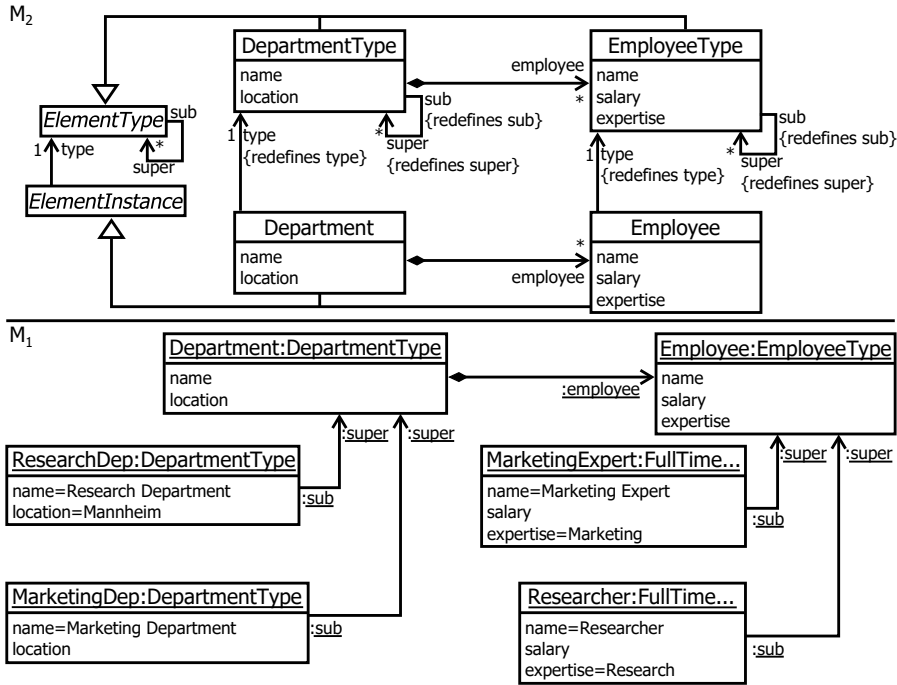 M2
DepartmentType
name
location
EmployeeType
name
salary
expertise
employee
*
sub
{redefines sub}
*
super
{redefines super}
sub
{redefines sub}
*
super
{redefines super}
ElementType
sub
*
super
1 type
ElementInstance
1 type
{redefines type}
1 type
{redefines type}
Department
name
location
*
employee
Employee
name
salary
expertise
M1
Department:DepartmentType
name
location
:employee
Employee:EmployeeType
name
salary
expertise
:super
:super
:super
:super
ResearchDep:DepartmentType
name=Research Department
location=Mannheim
:sub
MarketingExpert:FullTime...
name=Marketing Expert
salary
expertise=Marketing
:sub
MarketingDep:DepartmentType
name=Marketing Department
location
:sub
Researcher:FullTime...
name=Researcher
salary
expertise=Research
:sub